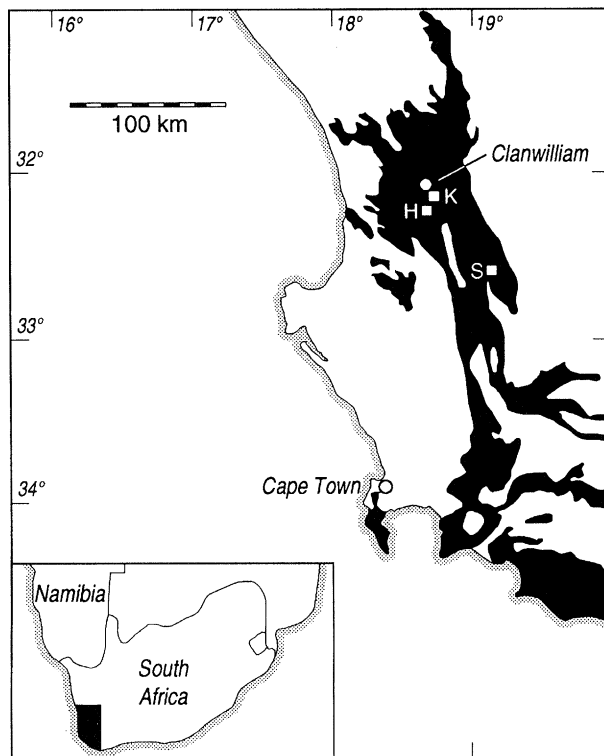 16° 17° 18° 19°
100 km
32°
Clanwilliam
K
H
S
33°
Cape Town
34°
Namibia
South
Africa